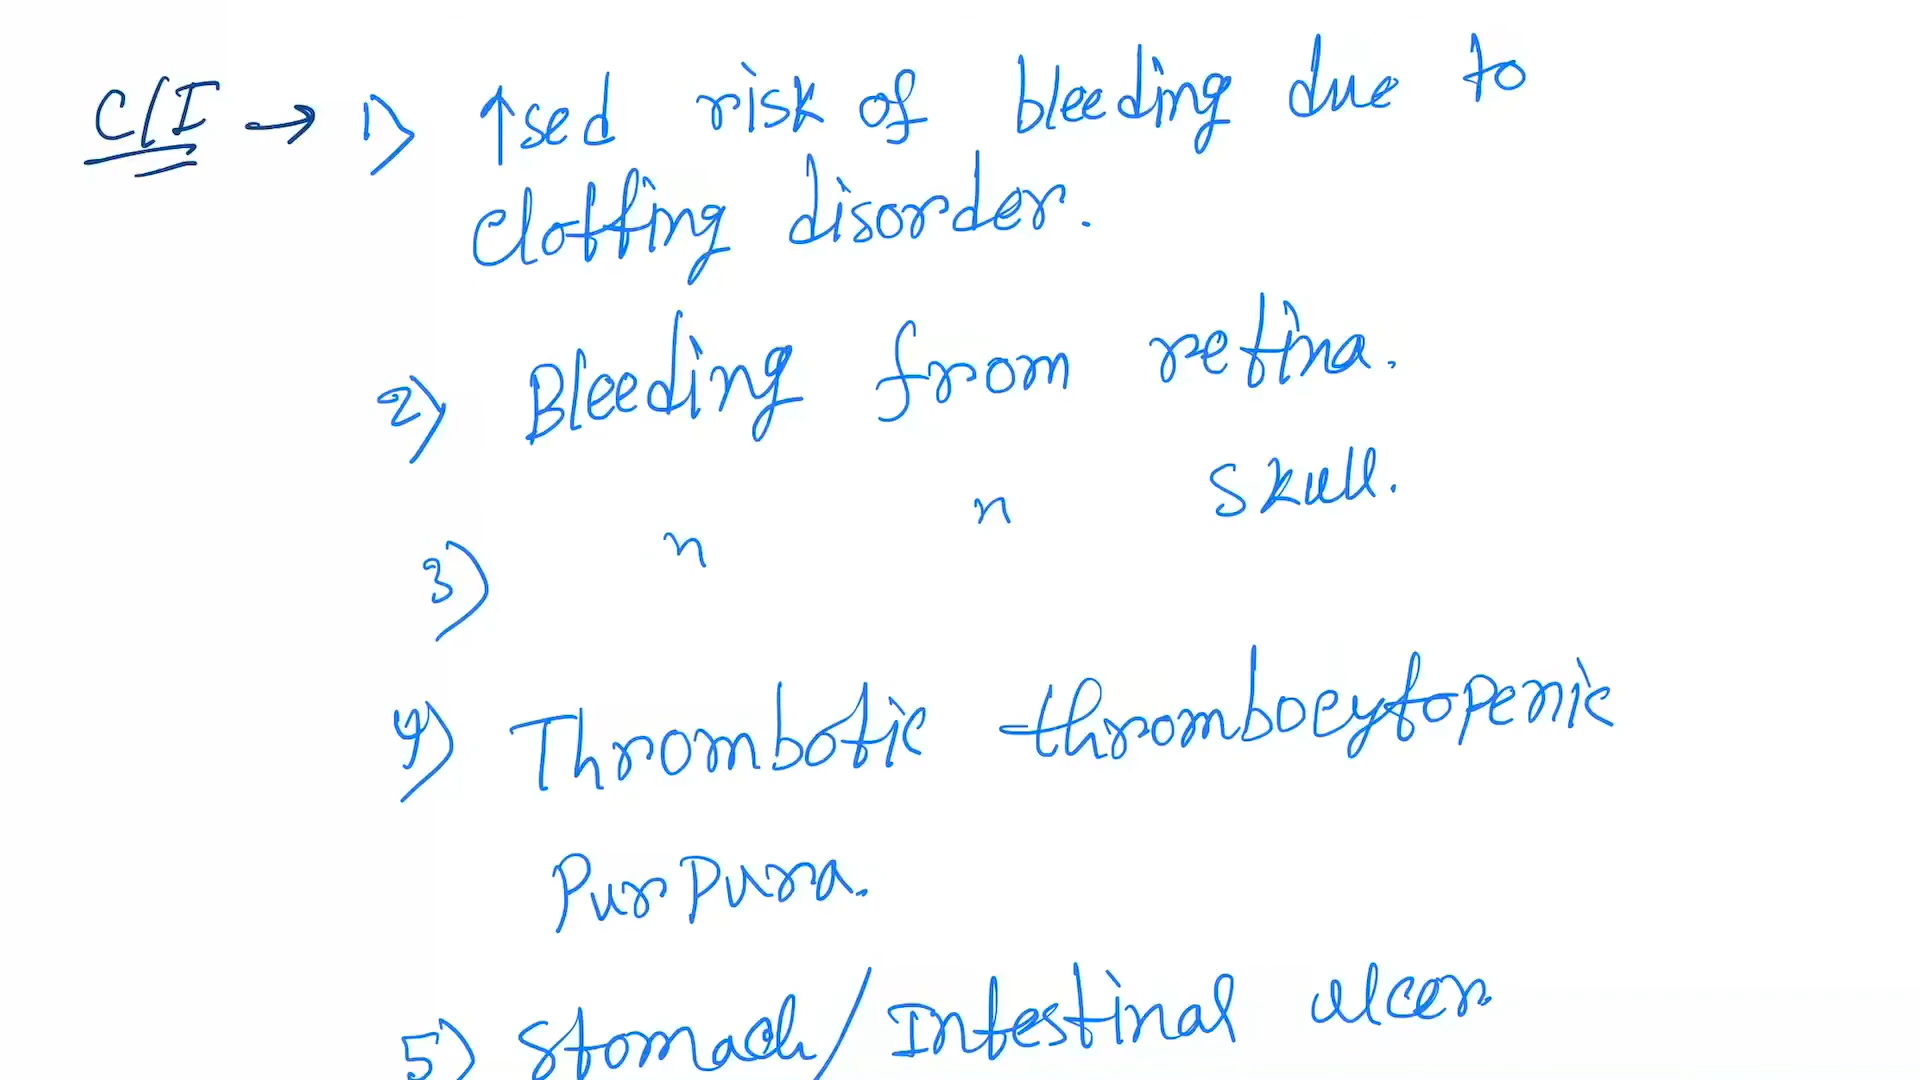 C/I → 1) ↑sed risk of bleeding due to
clotting disorder.
2) Bleeding from retina.
3) " " skull.
4) Thrombotic thrombocytopenic
Purpura.
5) Stomach/Intestinal ulcer